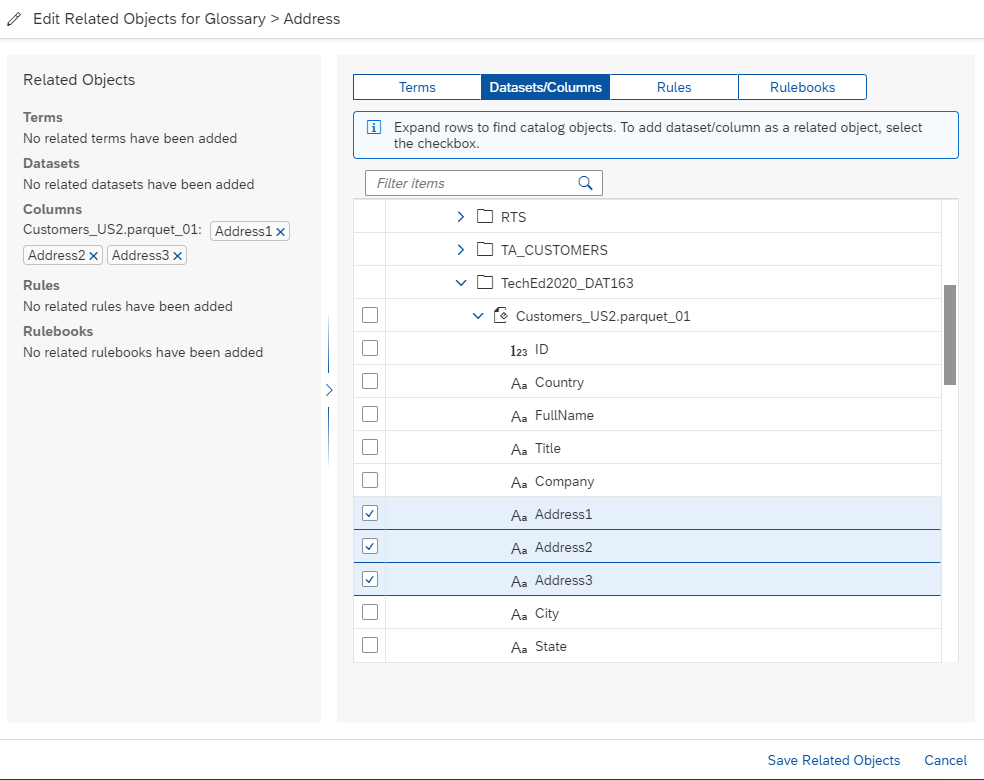 Edit Related Objects for Glossary > Address
Related Objects
Terms
No related terms have been added
Datasets
No related datasets have been added
Columns
Customers_US2.parquet_01: Address1 ×
Address2 × Address3 ×
Rules
No related rules have been added
Rulebooks
No related rulebooks have been added
Terms Datasets/Columns Rules Rulebooks
Expand rows to find catalog objects. To add dataset/column as a related object, select
the checkbox.
Filter items
RTS
TA_CUSTOMERS
TechEd2020_DAT163
Customers_US2.parquet_01
123 ID
Aa Country
Aa FullName
Aa Title
Aa Company
Aa Address1
Aa Address2
Aa Address3
Aa City
Aa State
Save Related Objects Cancel